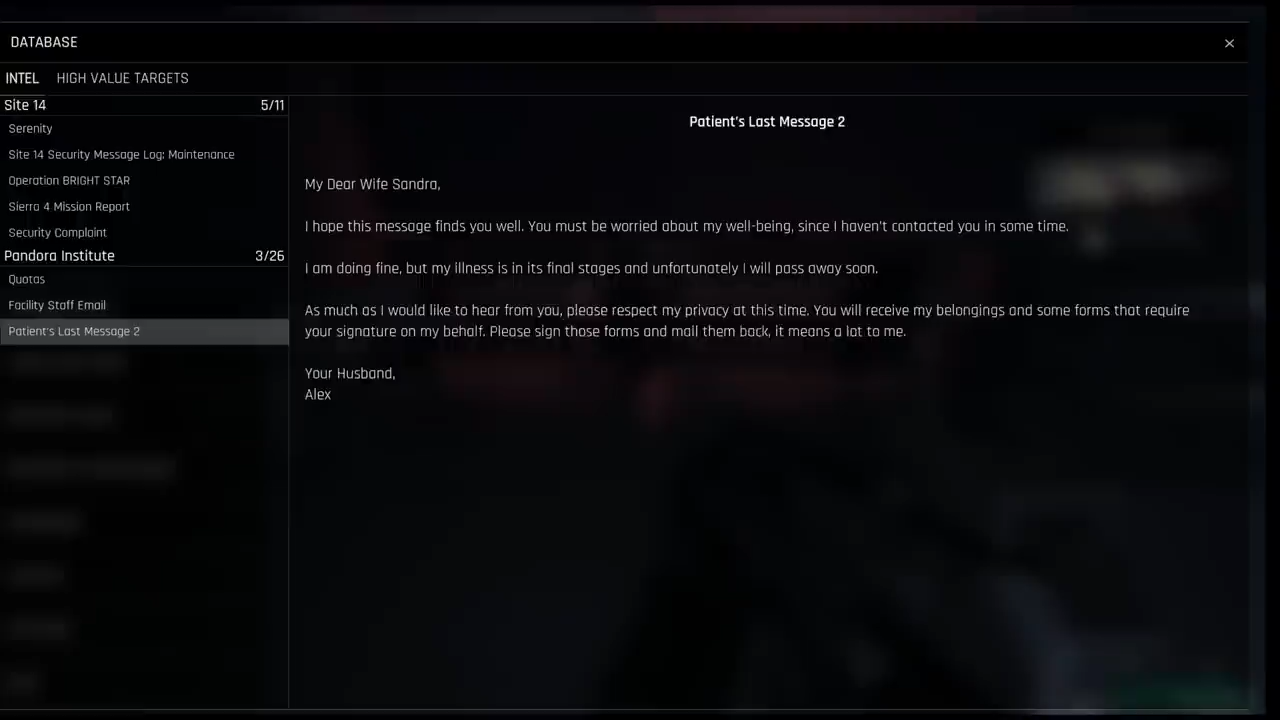 DATABASE
×
INTEL HIGH VALUE TARGETS
Site 14 5/11
Serenity
Site 14 Security Message Log: Maintenance
Operation BRIGHT STAR
Sierra 4 Mission Report
Security Complaint
Pandora Institute 3/26
Quotas
Facility Staff Email
Patient's Last Message 2
Patient's Last Message 2
My Dear Wife Sandra,
I hope this message finds you well. You must be worried about my well-being, since I haven't contacted you in some time.
I am doing fine, but my illness is in its final stages and unfortunately I will pass away soon.
As much as I would like to hear from you, please respect my privacy at this time. You will receive my belongings and some forms that require
your signature on my behalf. Please sign those forms and mail them back, it means a lot to me.
Your Husband,
Alex